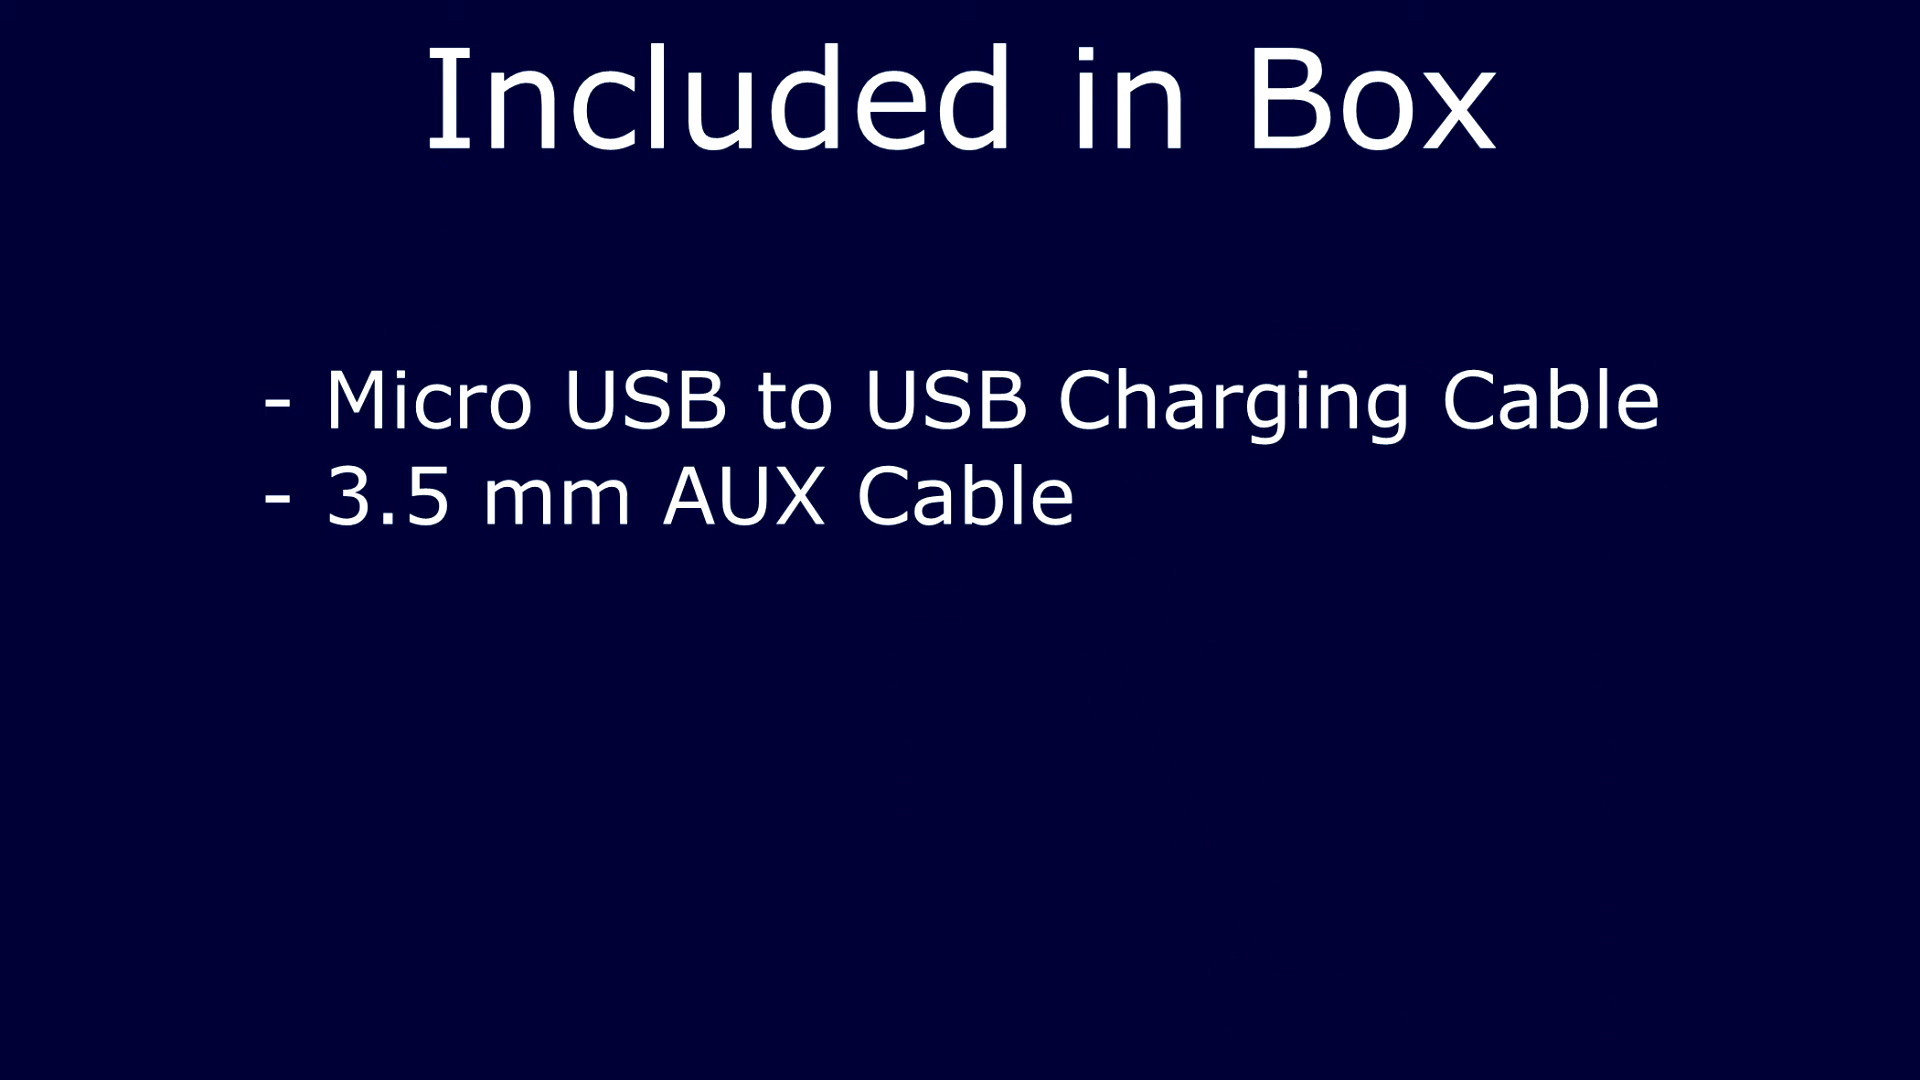 Included in Box
- Micro USB to USB Charging Cable
- 3.5 mm AUX Cable